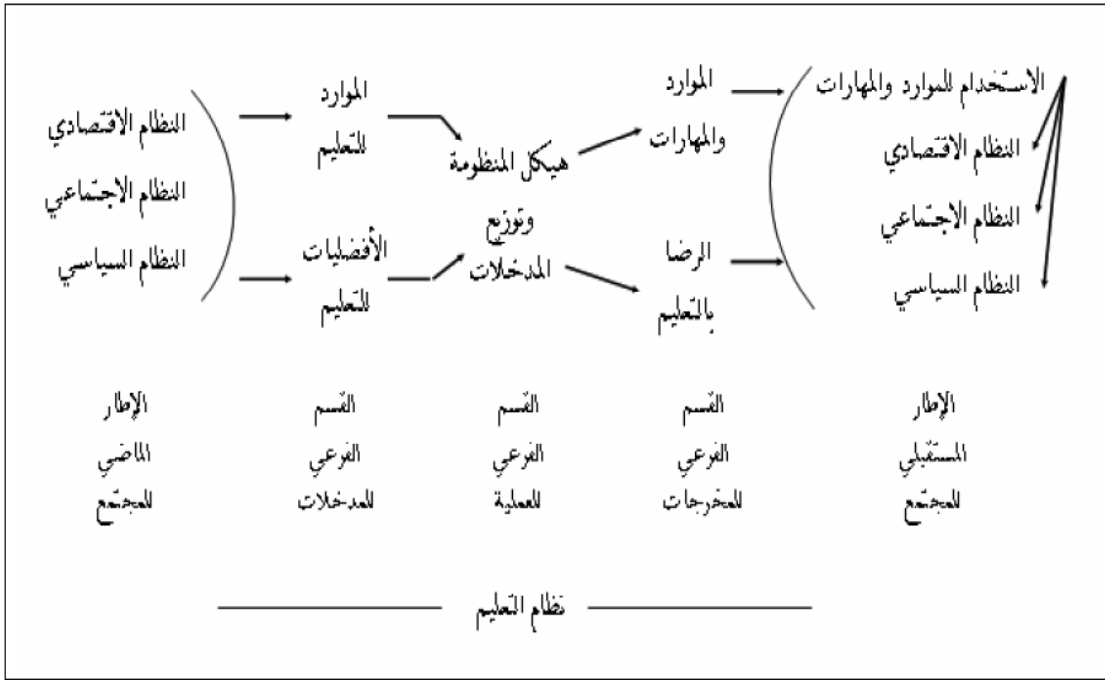 النظام الاقتصادي
النظام الاجتماعي
النظام السياسي
الموارد
للتعليم
الأفضليات
للتعليم
هيكل المنظومة
وتوزيع
المدخلات
الموارد
والمهارات
الرضا
بالتعليم
الاستخدام للموارد والمهارات
النظام الاقتصادي
النظام الاجتماعي
النظام السياسي
الإطار
الماضي
للمجتمع
القسم
الفرعي
للمدخلات
القسم
الفرعي
للعملية
القسم
الفرعي
للمخرجات
الإطار
المستقبلي
للمجتمع
نظام التعليم